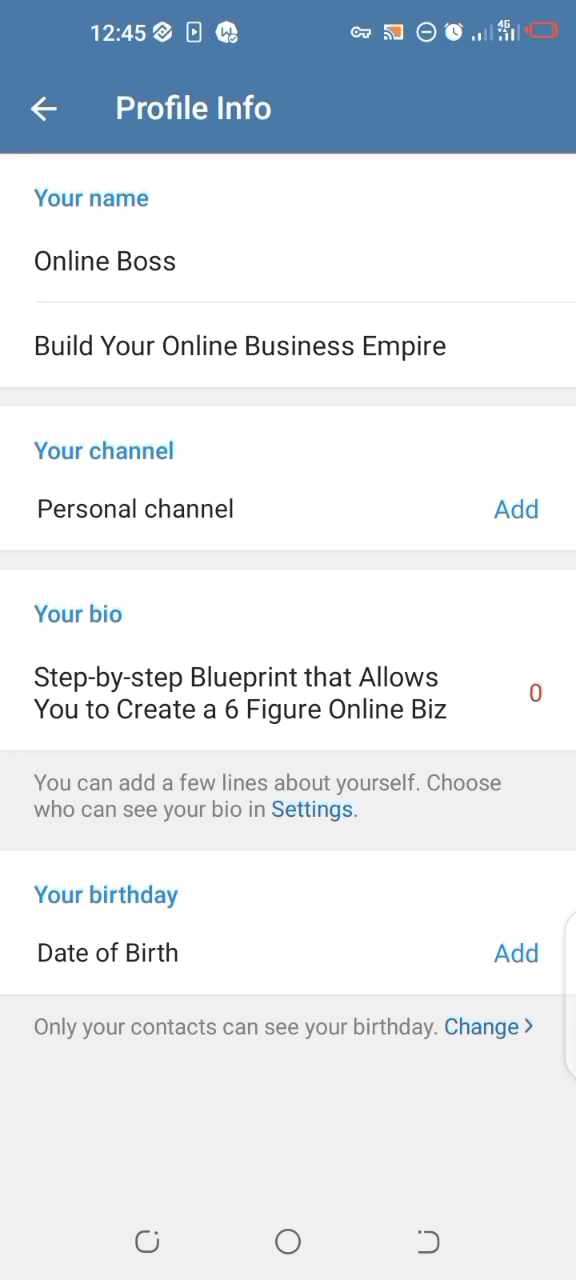 12:45
4G
Profile Info
Your name
Online Boss
Build Your Online Business Empire
Your channel
Personal channel Add
Your bio
Step-by-step Blueprint that Allows
You to Create a 6 Figure Online Biz
0
You can add a few lines about yourself. Choose
who can see your bio in Settings.
Your birthday
Date of Birth Add
Only your contacts can see your birthday. Change >